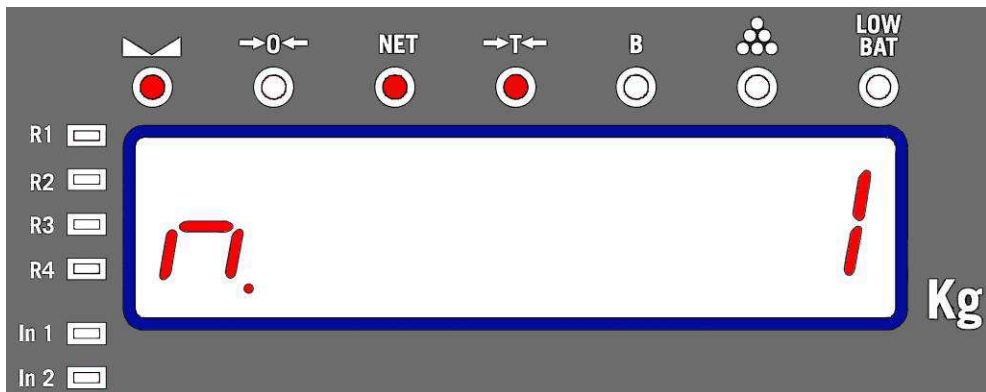 →0← NET →T← B LOW BAT
R1
R2
R3
R4
n. 1
Kg
In 1
In 2